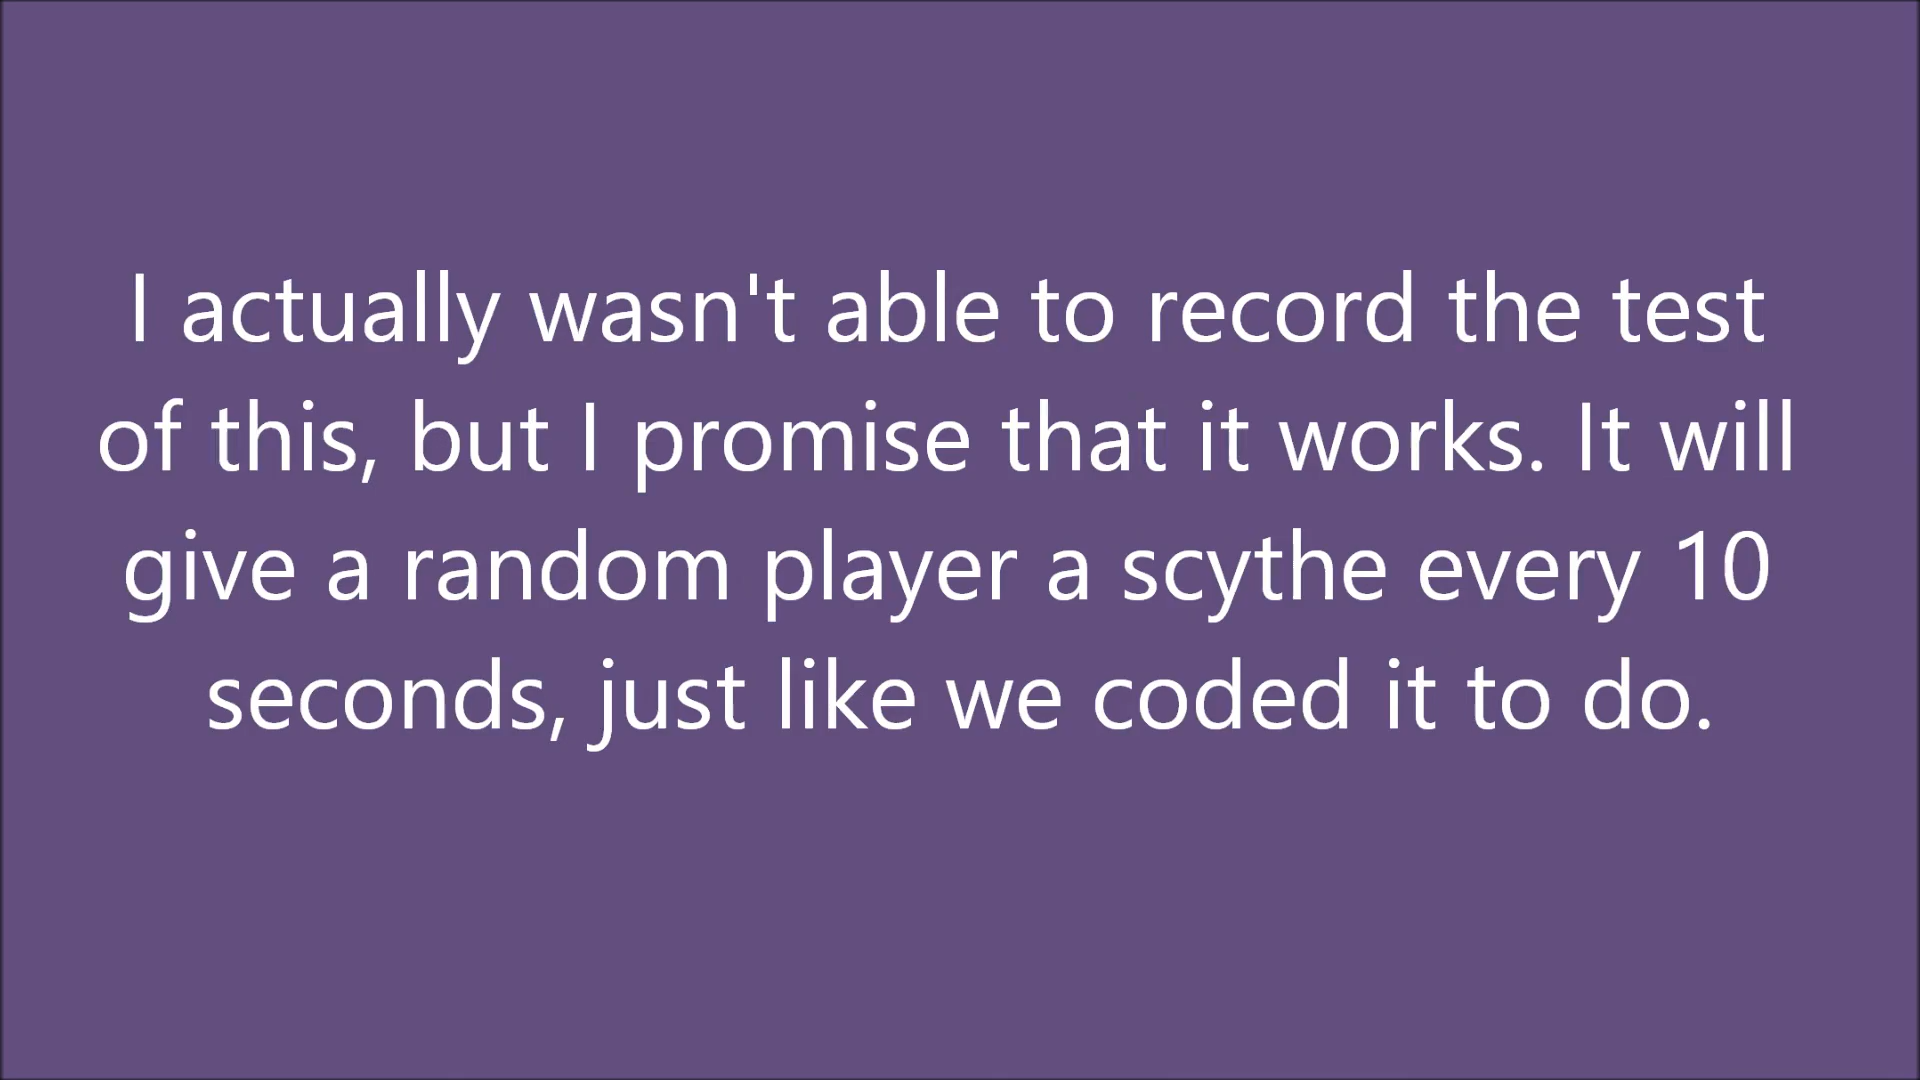 I actually wasn't able to record the test
of this, but I promise that it works. It will
give a random player a scythe every 10
seconds, just like we coded it to do.